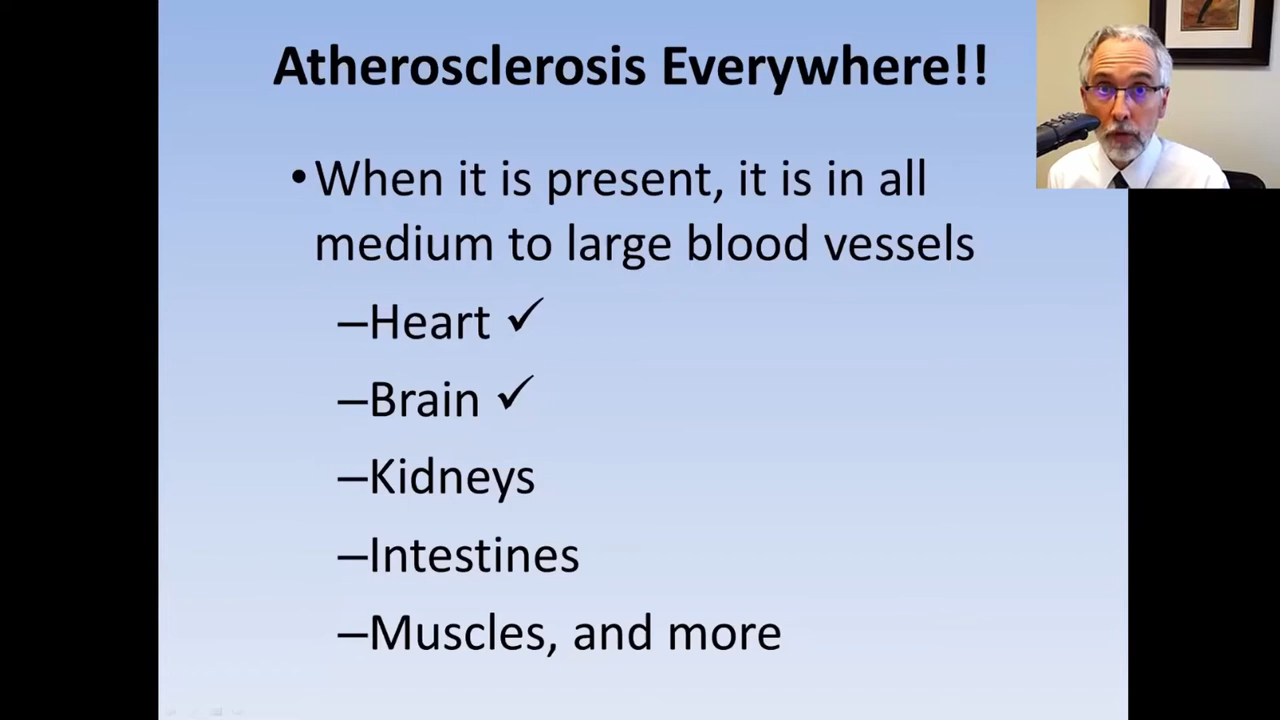 Atherosclerosis Everywhere!!
•When it is present, it is in all
medium to large blood vessels
–Heart ✓
–Brain ✓
–Kidneys
–Intestines
–Muscles, and more